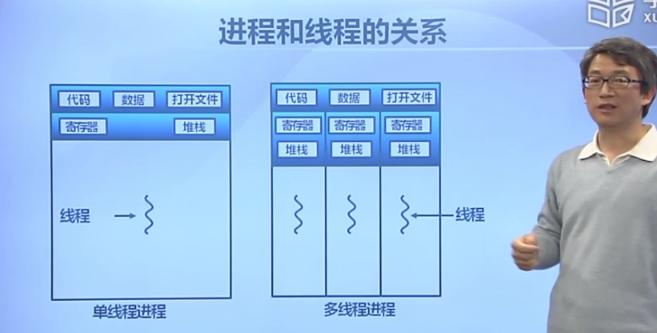 进程和线程的关系
代码 数据 打开文件
寄存器 堆栈
线程
单线程进程
代码 数据 打开文件
寄存器 寄存器 寄存器
堆栈 堆栈 堆栈
线程
多线程进程
XU